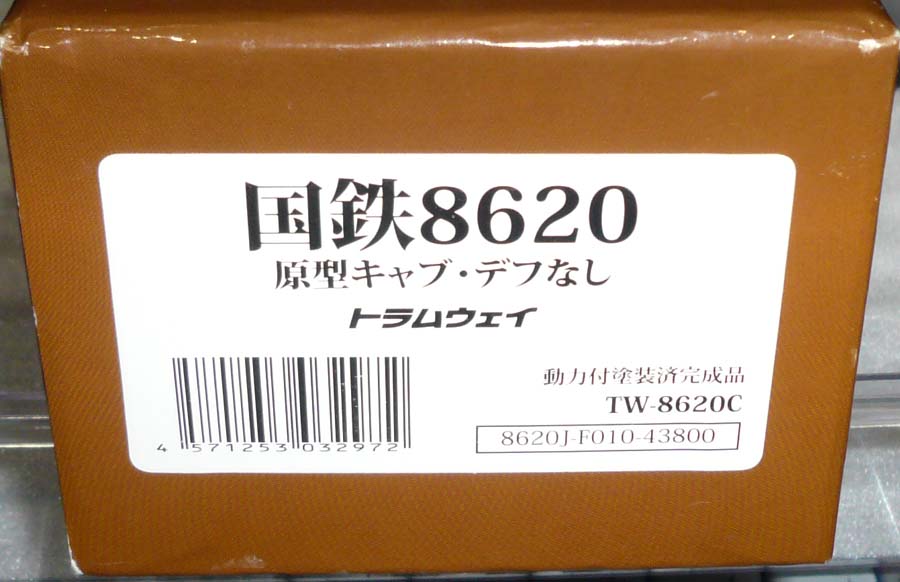 国鉄8620
原型キャブ・デフなし
トラムウェイ
動力付塗装済完成品
TW-8620C
8620J-F010-43800
4 571253 032972